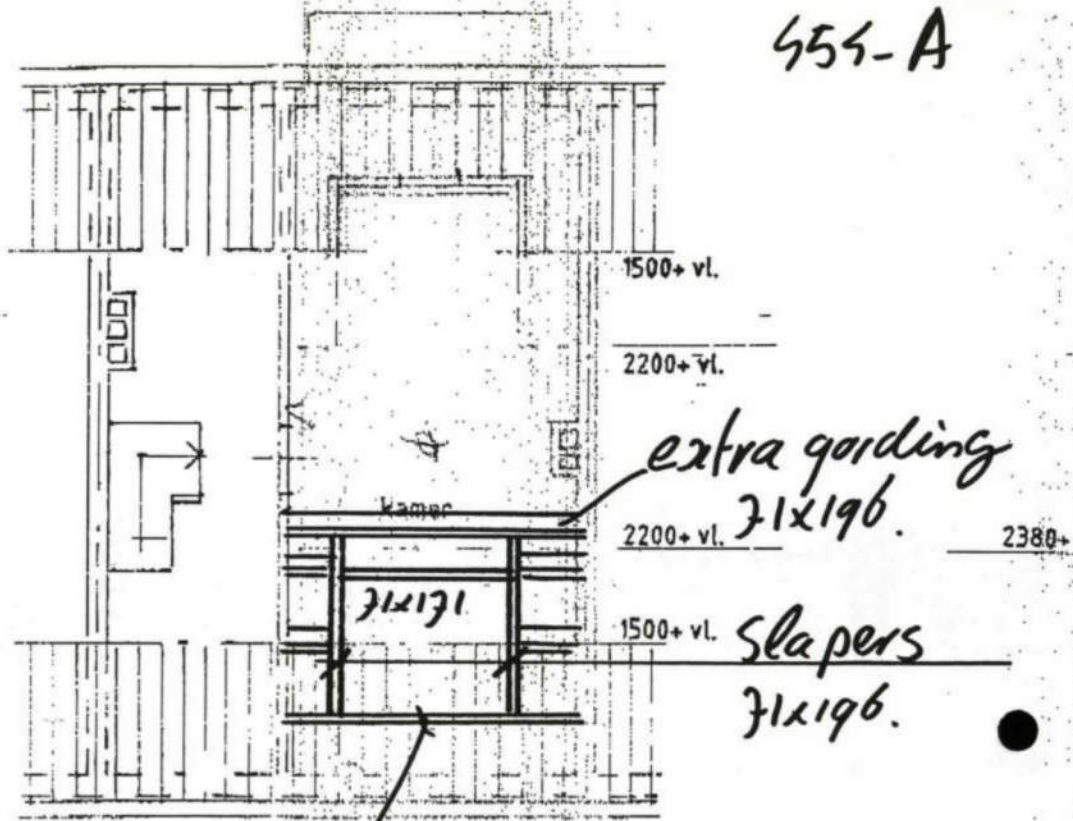 455-A
1500+ vl.
2200+ vl.
extra gording
71x196.
kamer
2200+ vl.
2380+
71x171
1500+ vl.
Slapers
71x196.